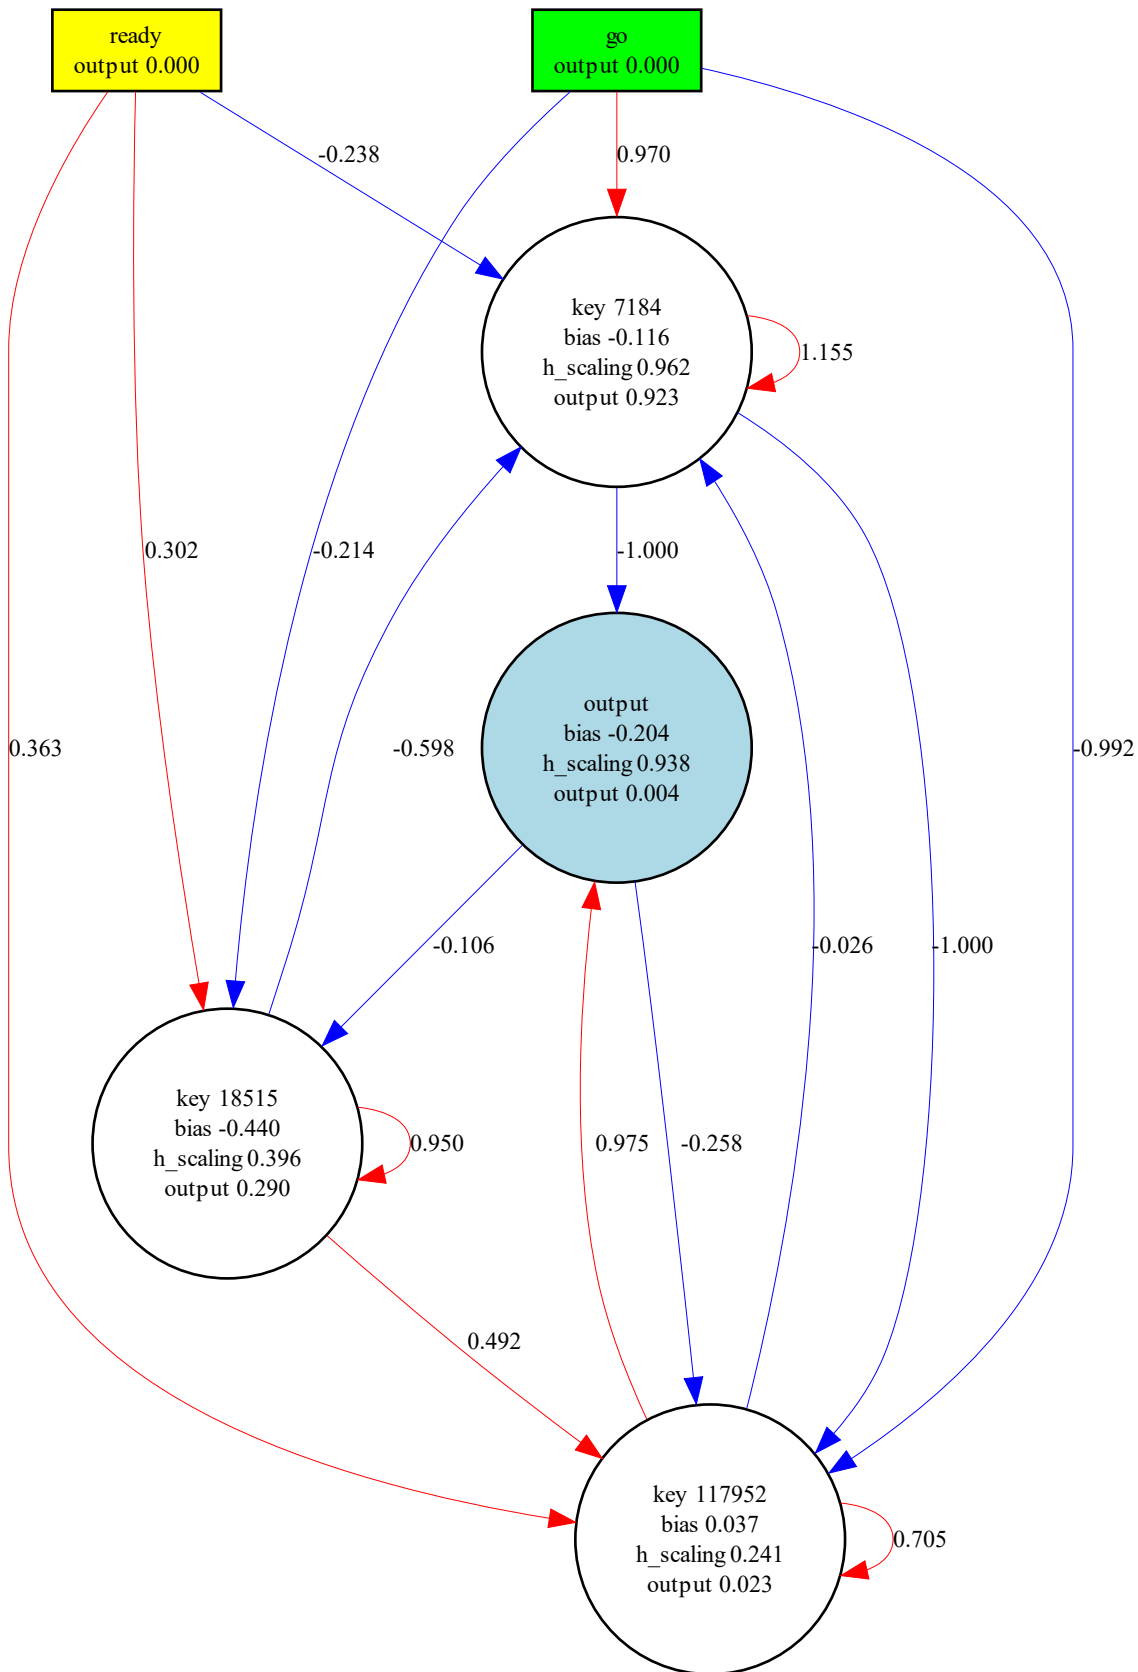 ready
output 0.000
go
output 0.000
-0.238
0.970
key 7184
bias -0.116
h_scaling 0.962
output 0.923
1.155
0.302
-0.214
-1.000
output
bias -0.204
h_scaling 0.938
output 0.004
0.363
-0.598
-0.992
-0.106
-0.026
-1.000
key 18515
bias -0.440
h_scaling 0.396
output 0.290
0.950
0.975
-0.258
0.492
key 117952
bias 0.037
h_scaling 0.241
output 0.023
0.705